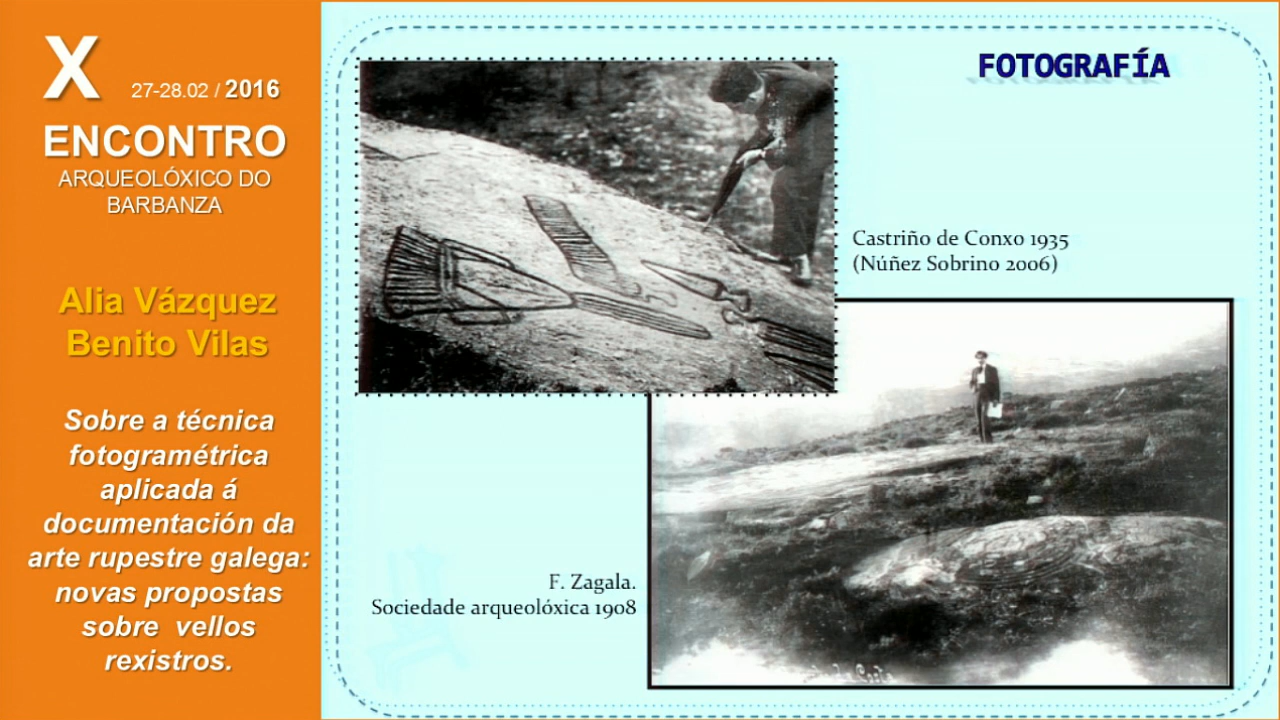 X 27-28.02 / 2016
ENCONTRO
ARQUEOLÓXICO DO
BARBANZA
Alia Vázquez
Benito Vilas
Sobre a técnica
fotogramétrica
aplicada á
documentación da
arte rupestre galega:
novas propostas
sobre vellos
rexistros.
FOTOGRAFÍA
Castriño de Conxo 1935
(Núñez Sobrino 2006)
F. Zagala.
Sociedade arqueolóxica 1908